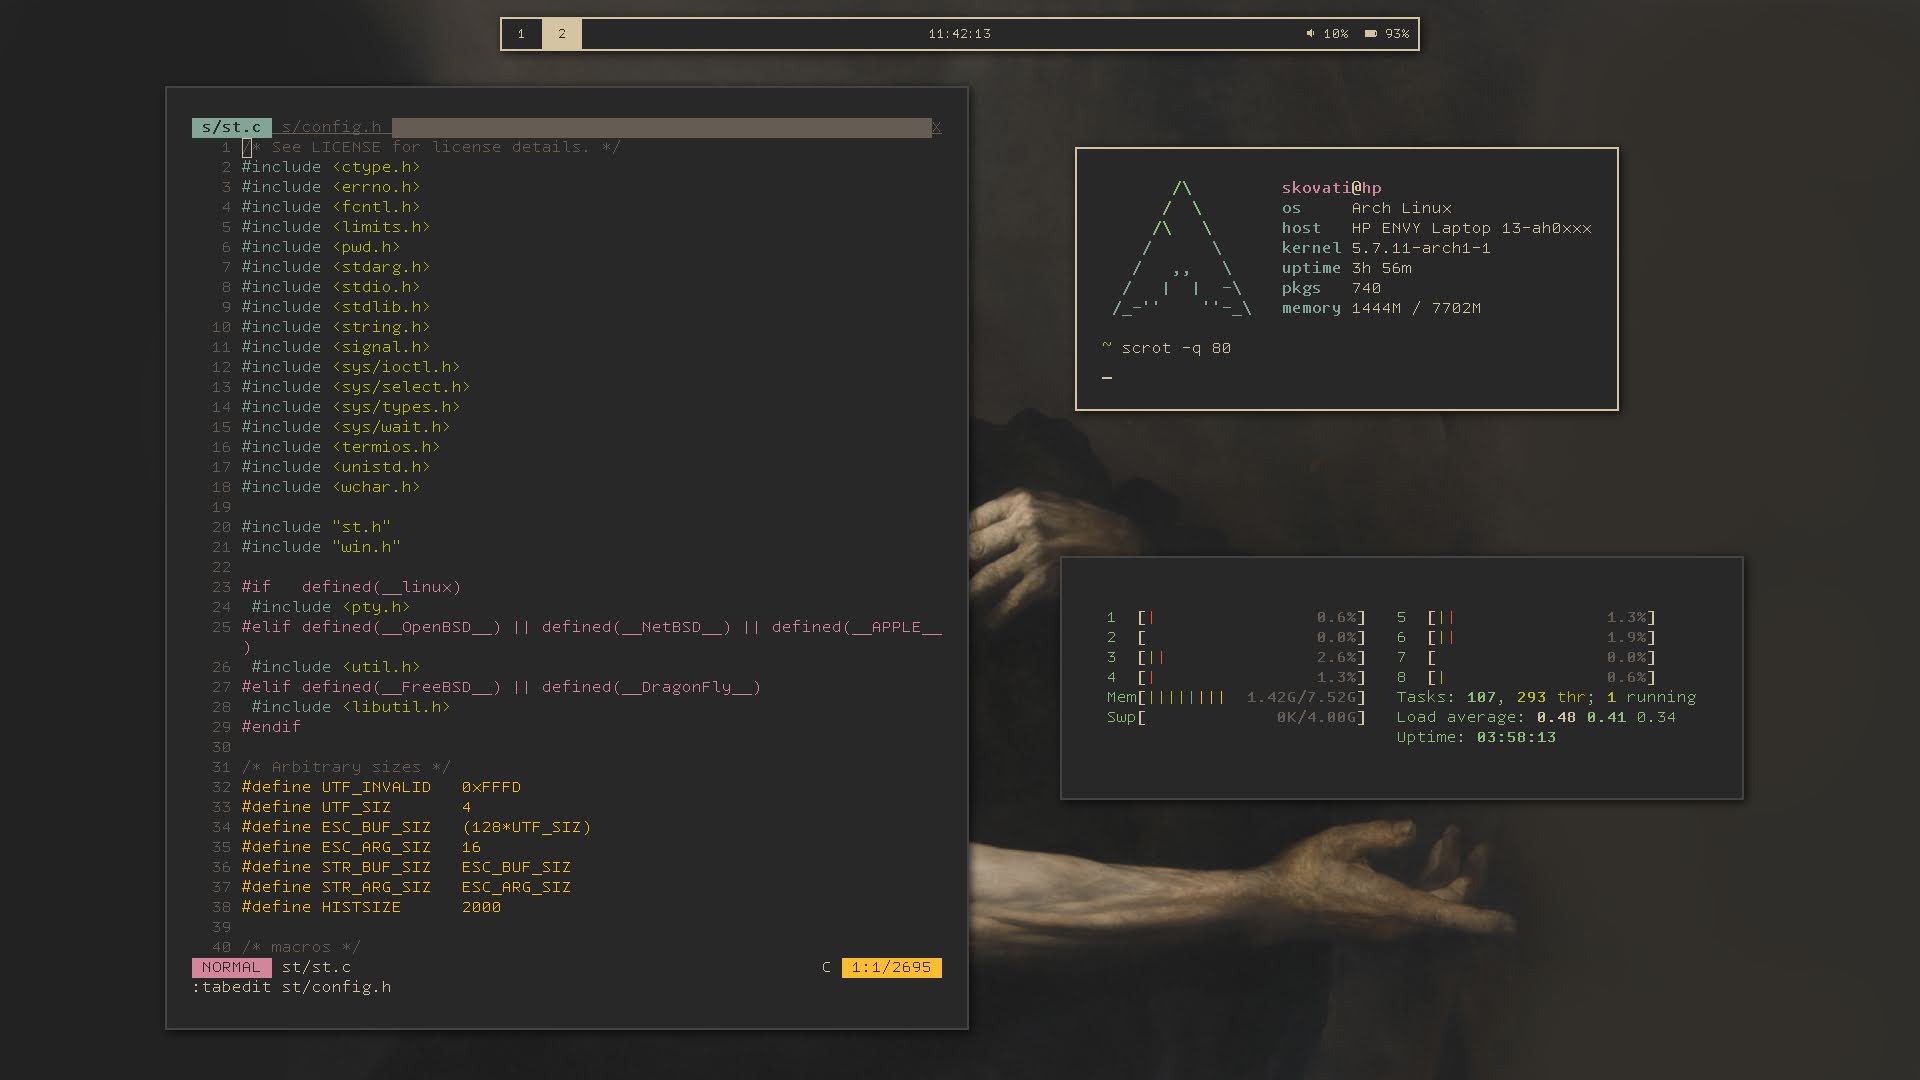 1 2 11:42:13 10% 93%
s/st.c s/config.h X
1 /* See LICENSE for license details. */
2 #include <ctype.h>
3 #include <errno.h>
4 #include <fcntl.h>
5 #include <limits.h>
6 #include <pwd.h>
7 #include <stdarg.h>
8 #include <stdio.h>
9 #include <stdlib.h>
10 #include <string.h>
11 #include <signal.h>
12 #include <sys/ioctl.h>
13 #include <sys/select.h>
14 #include <sys/types.h>
15 #include <sys/wait.h>
16 #include <termios.h>
17 #include <unistd.h>
18 #include <wchar.h>
19
20 #include "st.h"
21 #include "win.h"
22
23 #if   defined(__linux)
24  #include <pty.h>
25 #elif defined(__OpenBSD__) || defined(__NetBSD__) || defined(__APPLE__
)
26  #include <util.h>
27 #elif defined(__FreeBSD__) || defined(__DragonFly__)
28  #include <libutil.h>
29 #endif
30
31 /* Arbitrary sizes */
32 #define UTF_INVALID   0xFFFD
33 #define UTF_SIZ       4
34 #define ESC_BUF_SIZ   (128*UTF_SIZ)
35 #define ESC_ARG_SIZ   16
36 #define STR_BUF_SIZ   ESC_BUF_SIZ
37 #define STR_ARG_SIZ   ESC_ARG_SIZ
38 #define HISTSIZE      2000
39
40 /* macros */
NORMAL st/st.c C 1:1/2695
:tabedit st/config.h
skovati@hp
os Arch Linux
host HP ENVY Laptop 13-ah0xxx
kernel 5.7.11-arch1-1
uptime 3h 56m
pkgs 740
memory 1444M / 7702M
~ scrot -q 80
1 [| 0.6%] 5 [|| 1.3%]
2 [ 0.0%] 6 [|| 1.9%]
3 [|| 2.6%] 7 [ 0.0%]
4 [| 1.3%] 8 [| 0.6%]
Mem[|||||||| 1.42G/7.52G] Tasks: 107, 293 thr; 1 running
Swp[ 0K/4.00G] Load average: 0.48 0.41 0.34
Uptime: 03:58:13